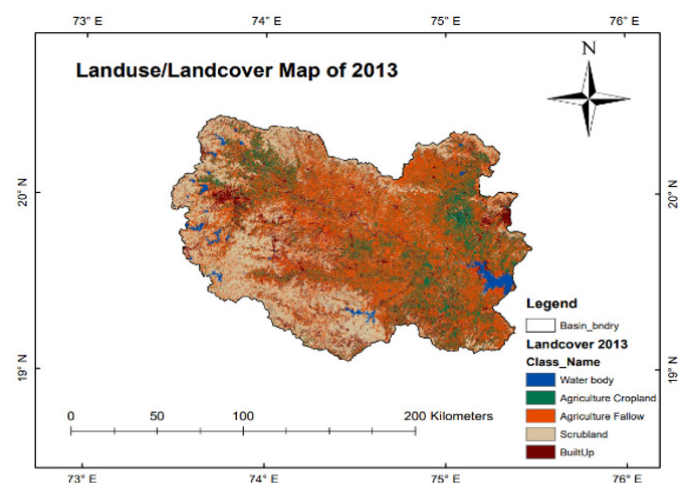 73° E 74° E 75° E 76° E
Landuse/Landcover Map of 2013
N
20° N 20° N
Legend
Basin_bndry
Landcover 2013
Class_Name
Water body
Agriculture Cropland
Agriculture Fallow
Scrubland
BuiltUp
19° N 19° N
0 50 100 200 Kilometers
73° E 74° E 75° E 76° E